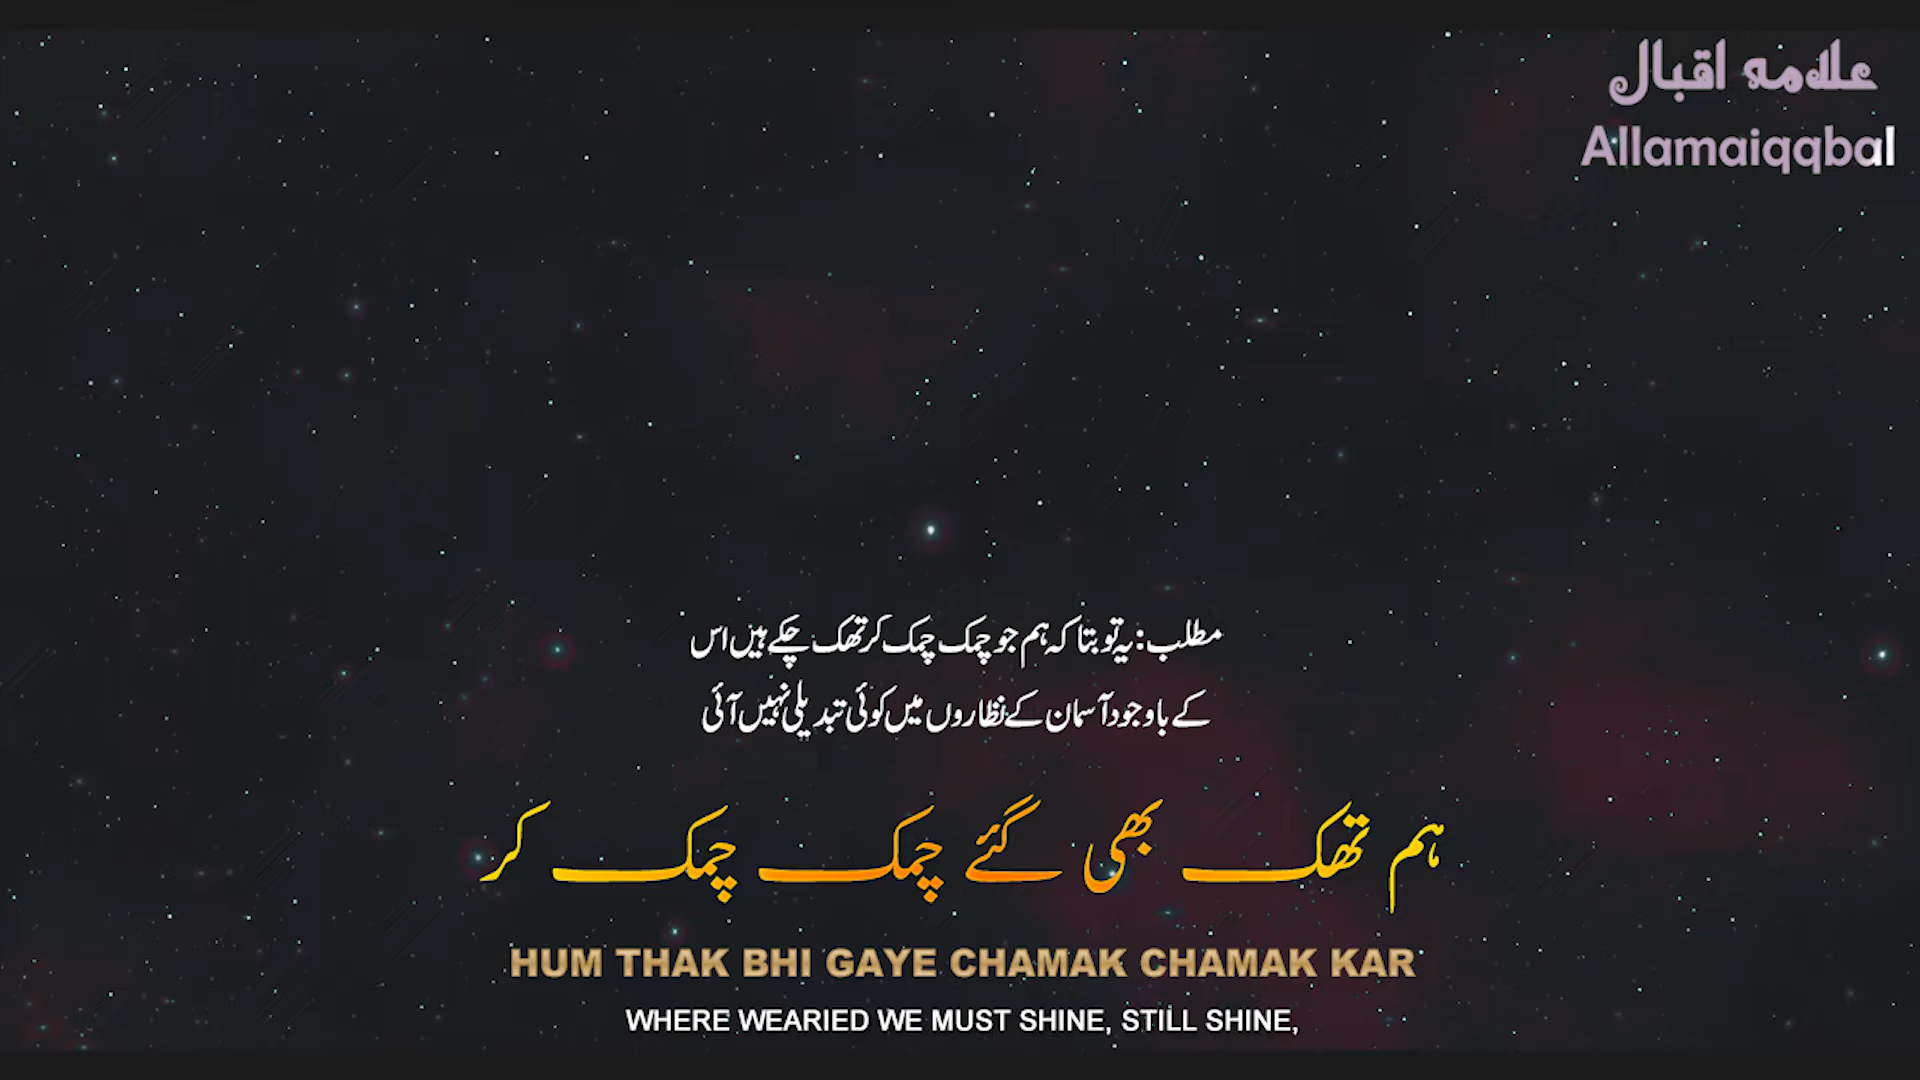 علامہ اقبال
Allamaiqqbal
مطلب: یہ تو بتا کہ ہم جو چمک چمک کر تھک چکے ہیں اس
کے باوجود آسمان کے نظاروں میں کوئی تبدیلی نہیں آئی
ہم تھک بھی گئے چمک چمک کر
HUM THAK BHI GAYE CHAMAK CHAMAK KAR
WHERE WEARIED WE MUST SHINE, STILL SHINE,